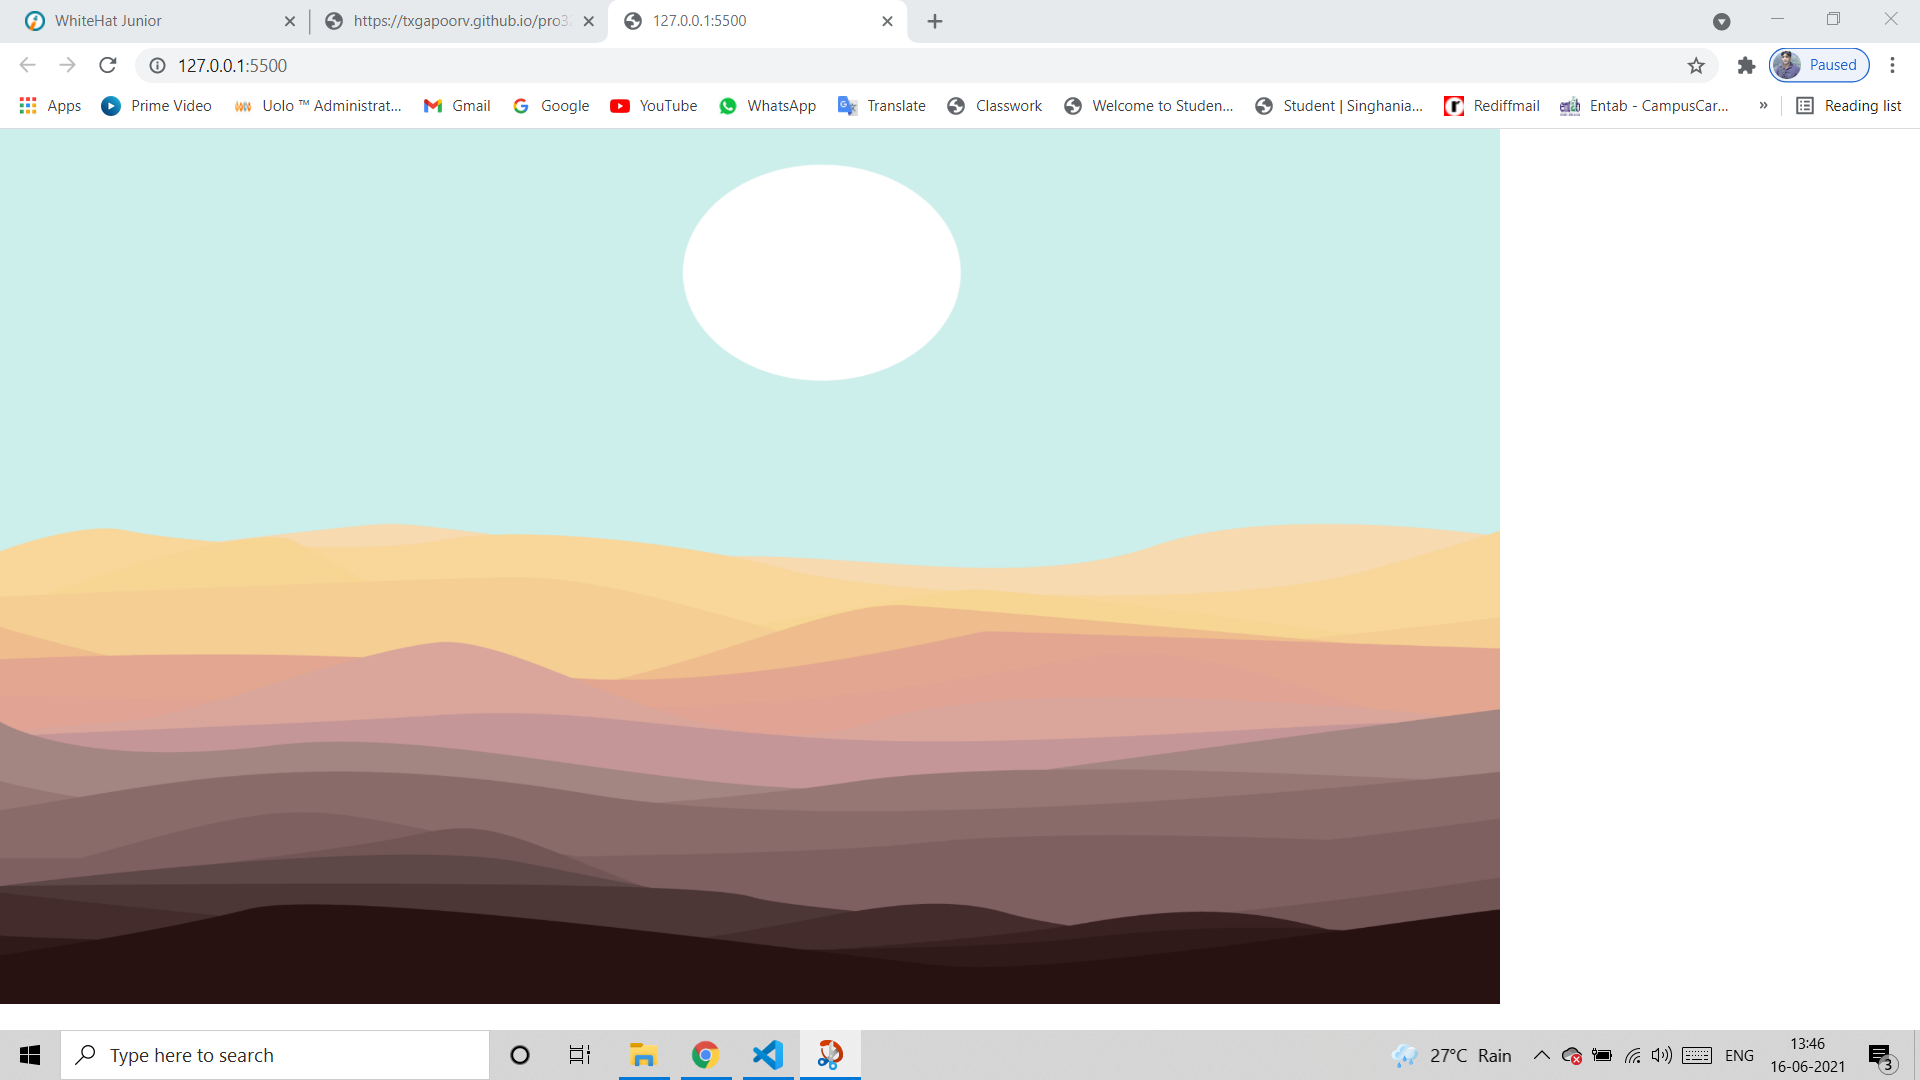 WhiteHat Junior
https://txgapoorv.github.io/pro32
127.0.0.1:5500
127.0.0.1:5500
Paused
Apps
Prime Video
Uolo ™ Administrat...
Gmail
Google
YouTube
WhatsApp
Translate
Classwork
Welcome to Studen...
Student | Singhania...
Rediffmail
Entab - CampusCar...
»
Reading list
Type here to search
27°C Rain
ENG
13:46
16-06-2021
3